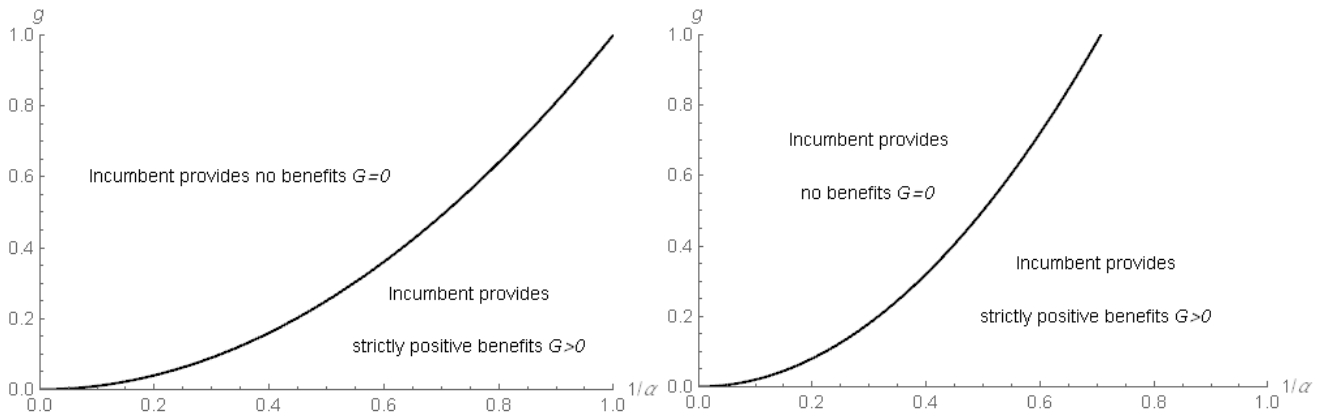 g
1.0
0.8
0.6
0.4
0.2
0.0
Incumbent provides no benefits G=0
Incumbent provides
strictly positive benefits G>0
0.0 0.2 0.4 0.6 0.8 1.0
1/α
g
1.0
0.8
0.6
0.4
0.2
0.0
Incumbent provides
no benefits G=0
Incumbent provides
strictly positive benefits G>0
0.0 0.2 0.4 0.6 0.8 1.0
1/α